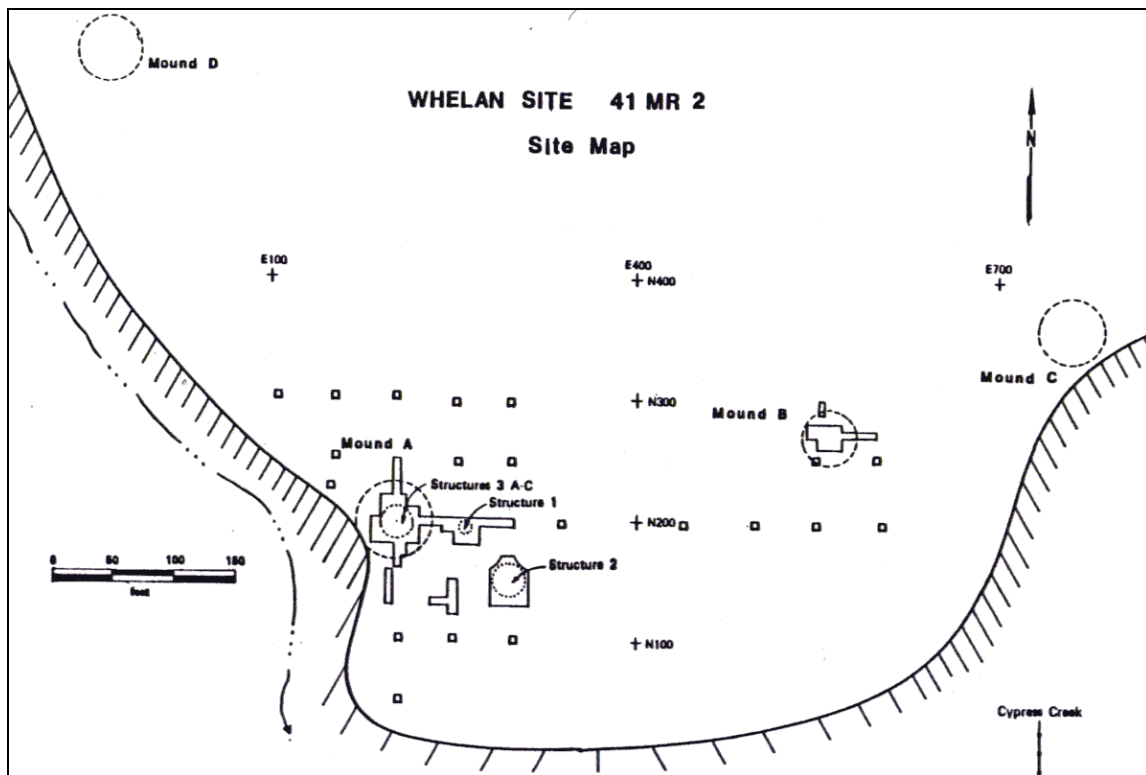 Mound D
WHELAN SITE 41 MR 2
Site Map
N
E100
E400
N400
E700
Mound C
N300
Mound B
Mound A
Structures 3 A-C
Structure 1
N200
0 50 100 150
feet
Structure 2
N100
Cypress Creek